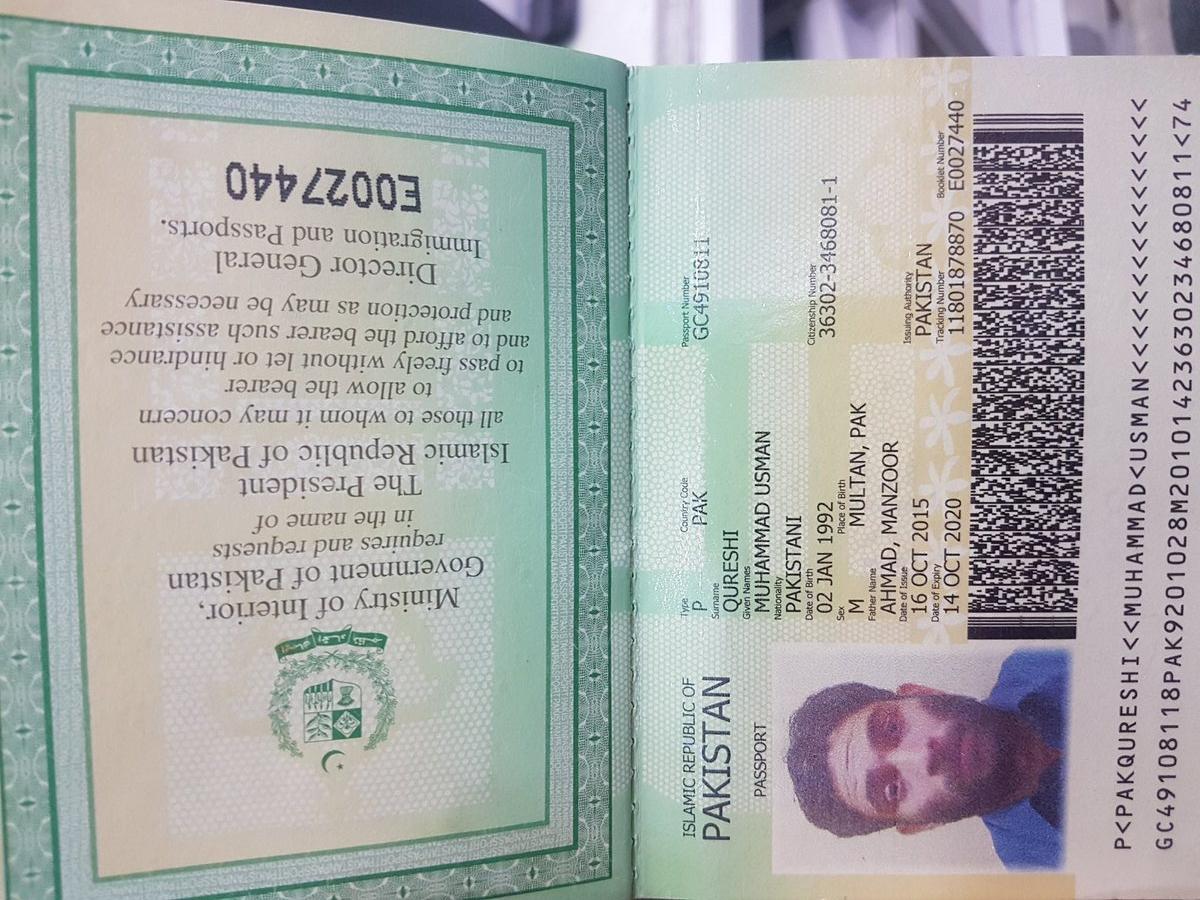 Ministry of Interior,
Government of Pakistan
requires and requests
in the name of
The President
Islamic Republic of Pakistan
all those to whom it may concern
to allow the bearer
to pass freely without let or hindrance
and to afford the bearer such assistance
and protection as may be necessary
Director General
Immigration and Passports.
E0027440
ISLAMIC REPUBLIC OF
PAKISTAN
PASSPORT
Type Country Code Passport Number
P PAK GC4910811
Surname
QURESHI
Given Names
MUHAMMAD USMAN
Nationality
PAKISTANI
Date of Birth Citizenship Number
02 JAN 1992 36302-3468081-1
Sex Place of Birth
M MULTAN, PAK
Father Name
AHMAD, MANZOOR
Date of Issue Issuing Authority
16 OCT 2015 PAKISTAN
Date of Expiry Tracking Number Booklet Number
14 OCT 2020 11801878870 E0027440
P<PAKQURESHI<<MUHAMMAD<USMAN<<<<<<<<<<<<<<<<
GC49108118PAK9201028M20101423630234680811<74